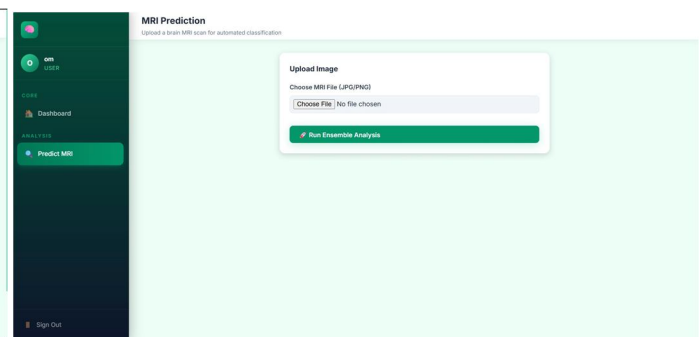 MRI Prediction
Upload a brain MRI scan for automated classification
o
om
USER
CORE
Dashboard
ANALYSIS
Predict MRI
Sign Out
Upload Image
Choose MRI File (JPG/PNG)
Choose File No file chosen
Run Ensemble Analysis